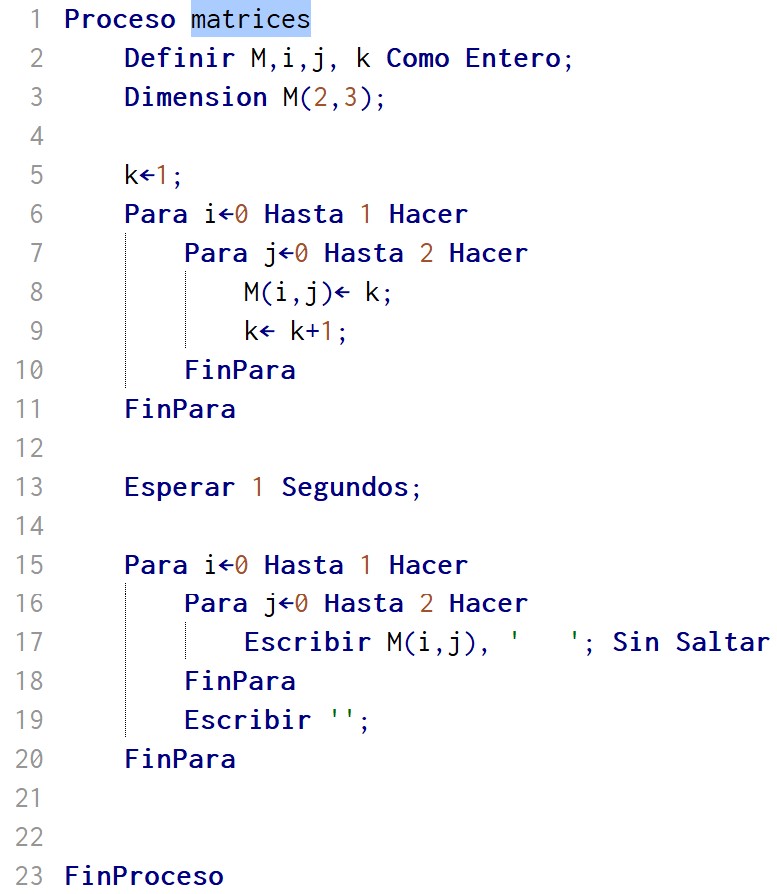 1 Proceso matrices
2 Definir M,i,j, k Como Entero;
3 Dimension M(2,3);
4
5 k←1;
6 Para i←0 Hasta 1 Hacer
7 Para j←0 Hasta 2 Hacer
8 M(i,j)← k;
9 k← k+1;
10 FinPara
11 FinPara
12
13 Esperar 1 Segundos;
14
15 Para i←0 Hasta 1 Hacer
16 Para j←0 Hasta 2 Hacer
17 Escribir M(i,j), '   '; Sin Saltar
18 FinPara
19 Escribir '';
20 FinPara
21
22
23 FinProceso